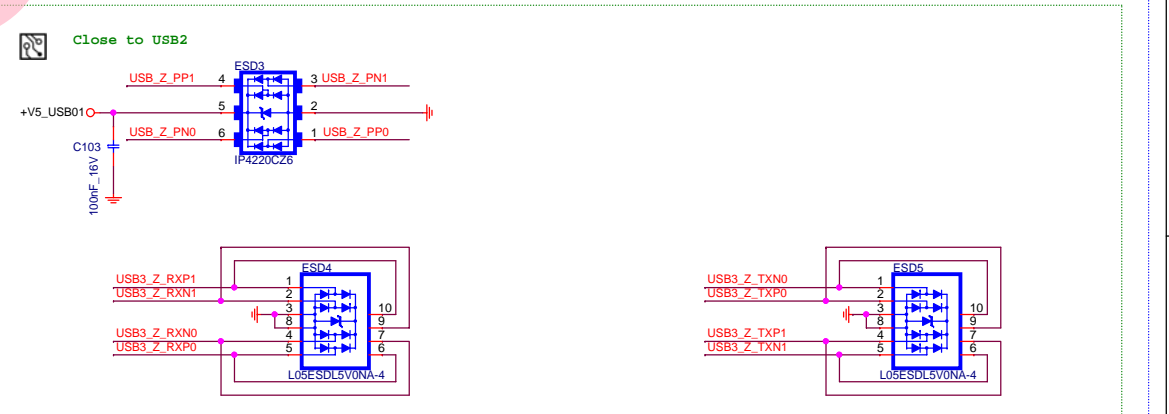 Close to USB2
ESD3
USB_Z_PP1 4 3 USB_Z_PN1
+V5_USB01 5 2
USB_Z_PN0 6 1 USB_Z_PP0
C103
IP4220CZ6
100nF_16V
ESD4
USB3_Z_RXP1 1
USB3_Z_RXN1 2
3 10
8 9
USB3_Z_RXN0 4 7
USB3_Z_RXP0 5 6
L05ESDL5V0NA-4
ESD5
USB3_Z_TXN0 1
USB3_Z_TXP0 2
3 10
8 9
USB3_Z_TXP1 4 7
USB3_Z_TXN1 5 6
L05ESDL5V0NA-4